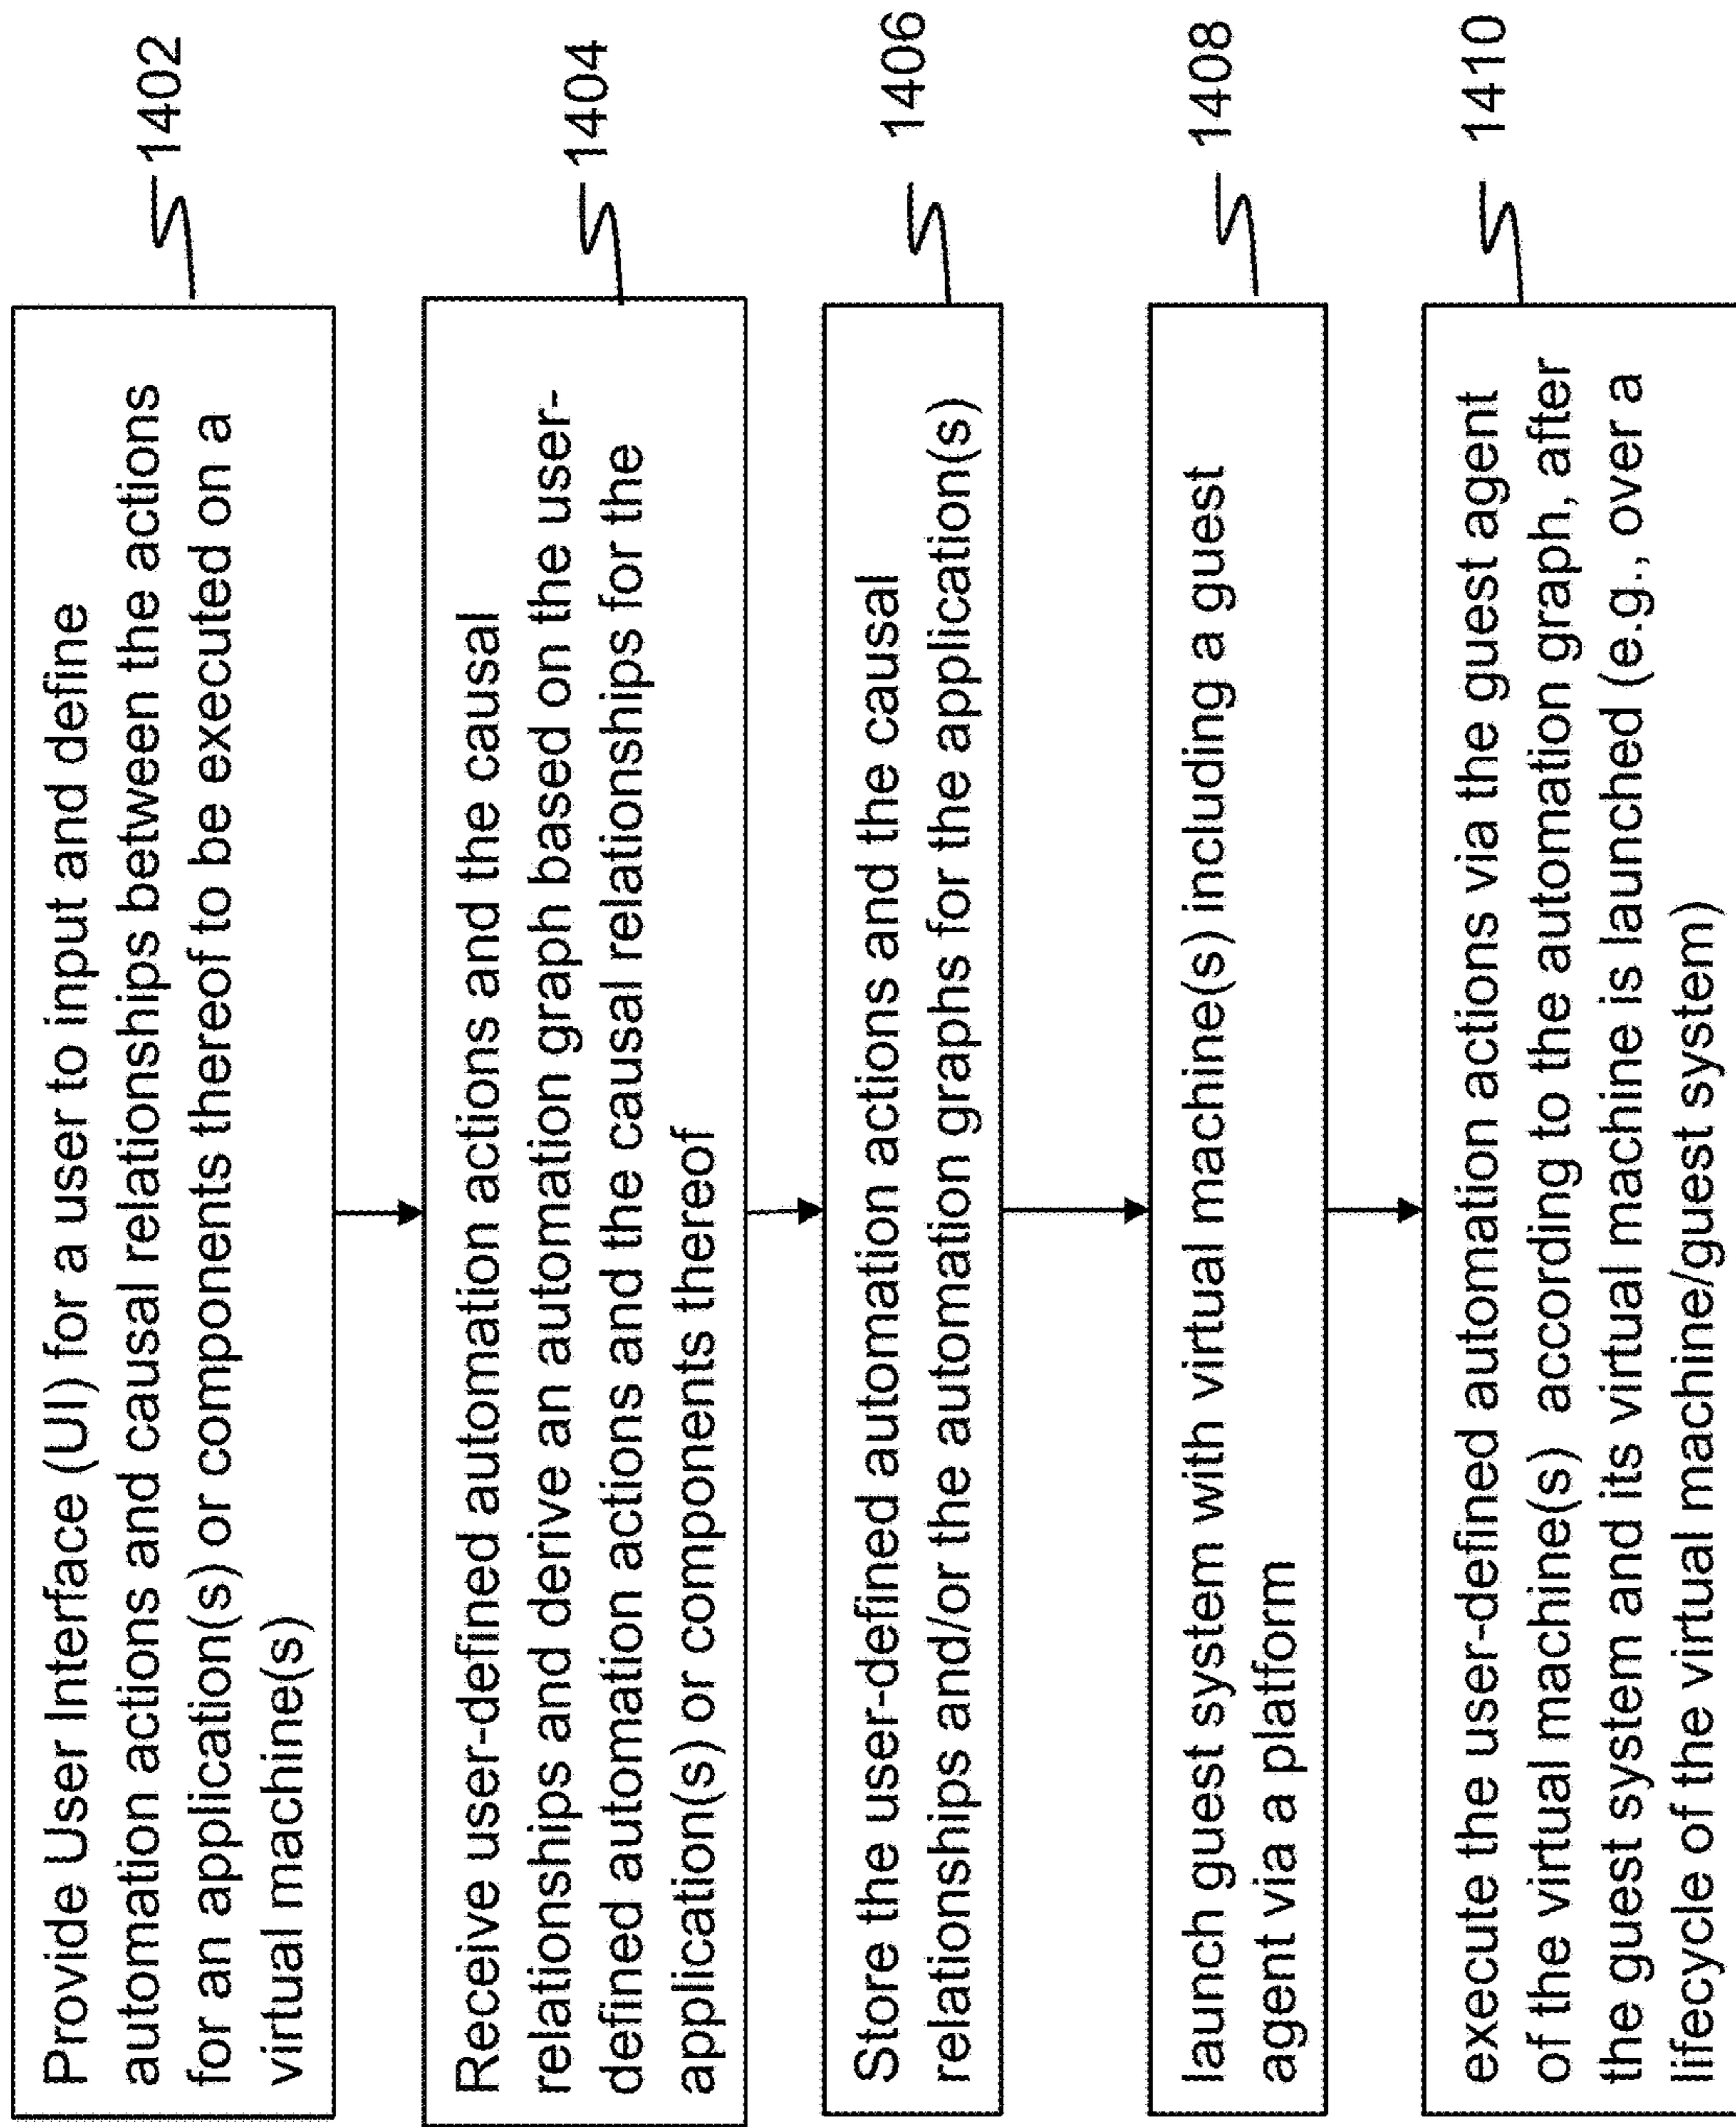 Provide User Interface (UI) for a user to input and define
automation actions and causal relationships between the actions
for an application(s) or components thereof to be executed on a
virtual machine(s)
1402
Receive user-defined automation actions and the causal
relationships and derive an automation graph based on the user-
defined automation actions and the causal relationships for the
application(s) or components thereof
1404
Store the user-defined automation actions and the causal
relationships and/or the automation graphs for the application(s)
1406
launch guest system with virtual machine(s) including a guest
agent via a platform
1408
execute the user-defined automation actions via the guest agent
of the virtual machine(s) according to the automation graph, after
the guest system and its virtual machine is launched (e.g., over a
lifecycle of the virtual machine/guest system)
1410